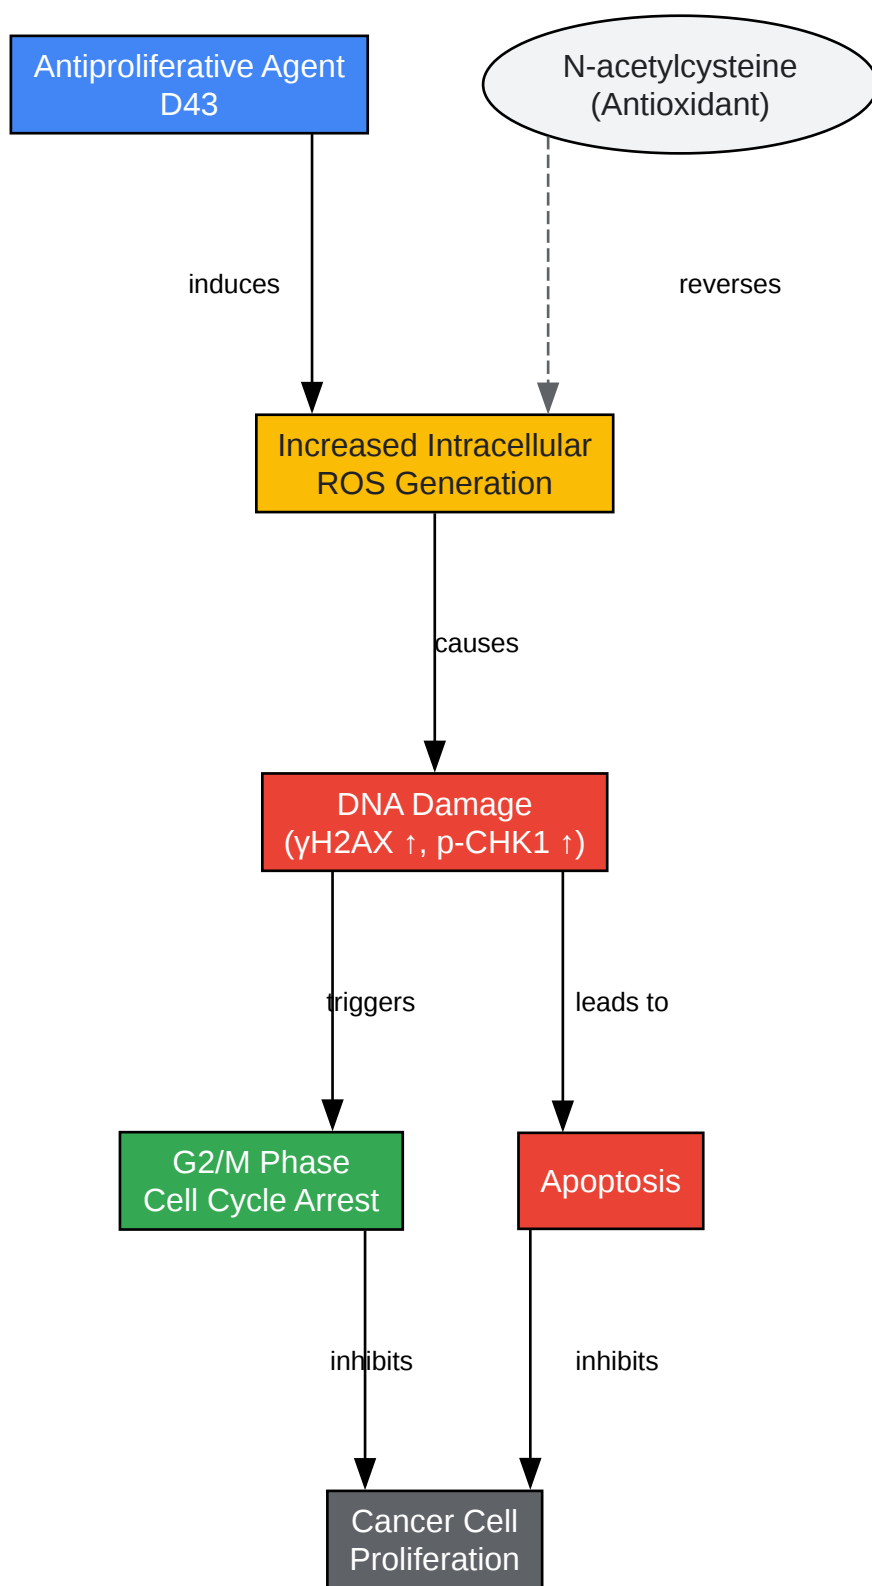 Antiproliferative Agent
D43
N-acetylcysteine
(Antioxidant)
induces
reverses
Increased Intracellular
ROS Generation
causes
DNA Damage
(γH2AX ↑, p-CHK1 ↑)
triggers
leads to
G2/M Phase
Cell Cycle Arrest
Apoptosis
inhibits
inhibits
Cancer Cell
Proliferation